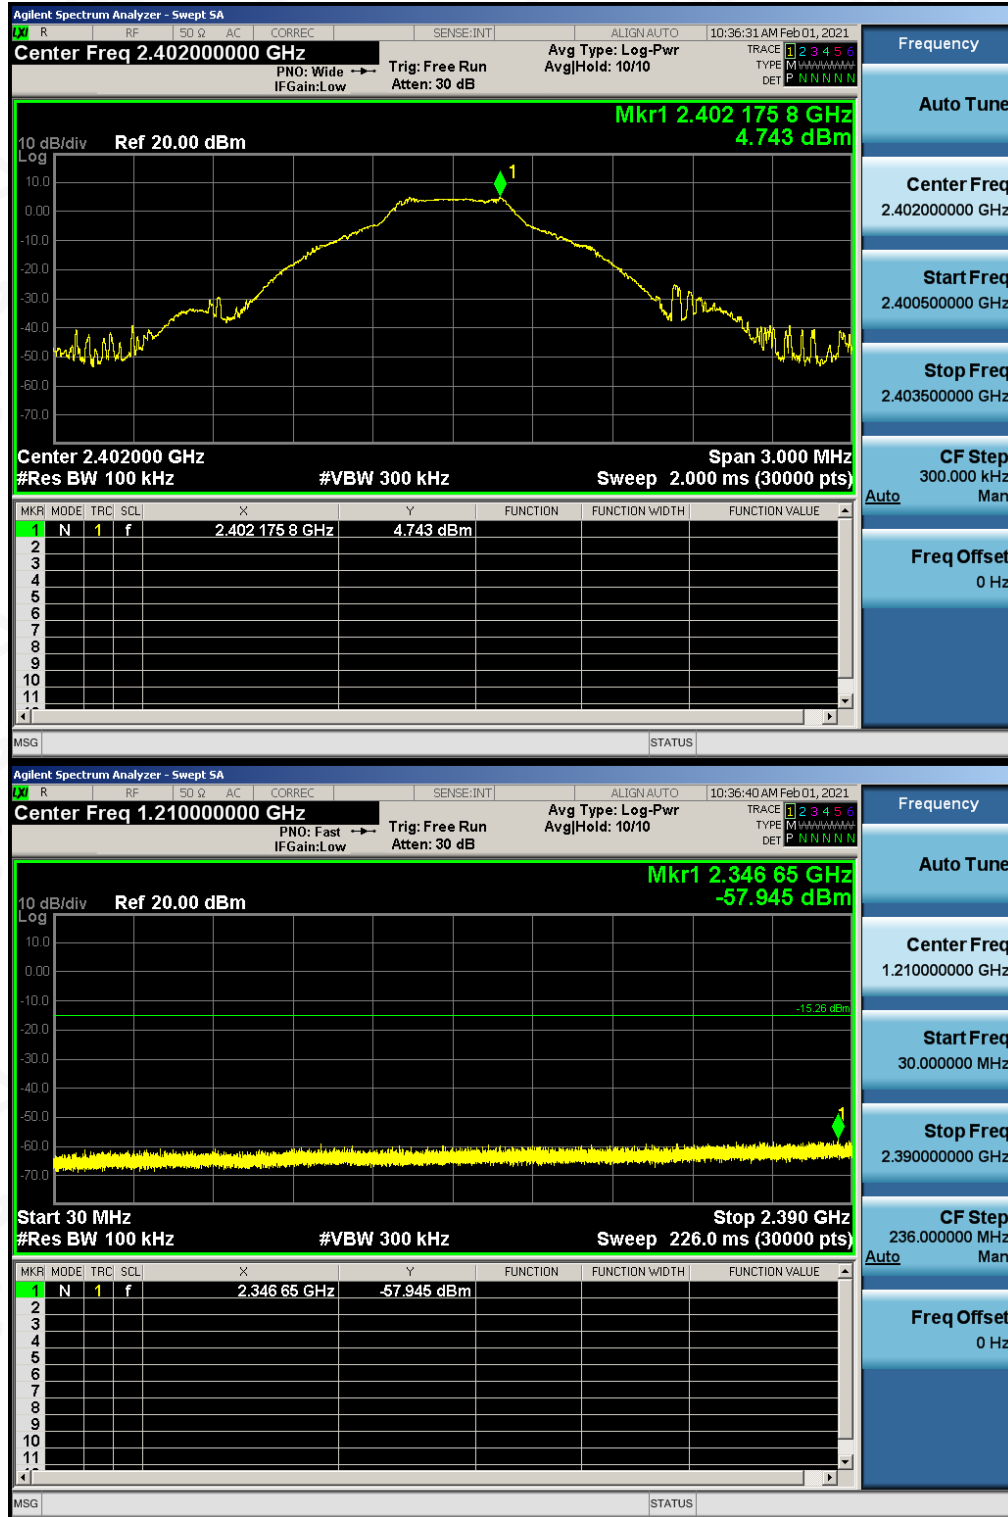 Agilent Spectrum Analyzer - Swept SA
LXI R RF 50 Ω AC CORREC SENSE:INT ALIGN AUTO 10:36:31 AM Feb 01, 2021
Center Freq 2.402000000 GHz
PNO: Wide
IFGain:Low
Trig: Free Run
Atten: 30 dB
Avg Type: Log-Pwr
Avg|Hold: 10/10
TRACE 1 2 3 4 5 6
TYPE M WWWWW
DET P N N N N N
Mkr1 2.402 175 8 GHz
4.743 dBm
10 dB/div Ref 20.00 dBm
Log
10.0
0.00
-10.0
-20.0
-30.0
-40.0
-50.0
-60.0
-70.0
1
Center 2.402000 GHz Span 3.000 MHz
#Res BW 100 kHz #VBW 300 kHz Sweep 2.000 ms (30000 pts)
MKR MODE TRC SCL X Y FUNCTION FUNCTION WIDTH FUNCTION VALUE
1 N 1 f 2.402 175 8 GHz 4.743 dBm
2
3
4
5
6
7
8
9
10
11
MSG STATUS
Frequency
Auto Tune
Center Freq
2.402000000 GHz
Start Freq
2.400500000 GHz
Stop Freq
2.403500000 GHz
CF Step
300.000 kHz
Auto Man
Freq Offset
0 Hz
Agilent Spectrum Analyzer - Swept SA
LXI R RF 50 Ω AC CORREC SENSE:INT ALIGN AUTO 10:36:40 AM Feb 01, 2021
Center Freq 1.210000000 GHz
PNO: Fast
IFGain:Low
Trig: Free Run
Atten: 30 dB
Avg Type: Log-Pwr
Avg|Hold: 10/10
TRACE 1 2 3 4 5 6
TYPE M WWWWW
DET P N N N N N
Mkr1 2.346 65 GHz
-57.945 dBm
10 dB/div Ref 20.00 dBm
Log
10.0
0.00
-10.0
-20.0
-30.0
-40.0
-50.0
-60.0
-70.0
-15.26 dBm
1
Start 30 MHz Stop 2.390 GHz
#Res BW 100 kHz #VBW 300 kHz Sweep 226.0 ms (30000 pts)
MKR MODE TRC SCL X Y FUNCTION FUNCTION WIDTH FUNCTION VALUE
1 N 1 f 2.346 65 GHz -57.945 dBm
2
3
4
5
6
7
8
9
10
11
MSG STATUS
Frequency
Auto Tune
Center Freq
1.210000000 GHz
Start Freq
30.000000 MHz
Stop Freq
2.390000000 GHz
CF Step
236.000000 MHz
Auto Man
Freq Offset
0 Hz